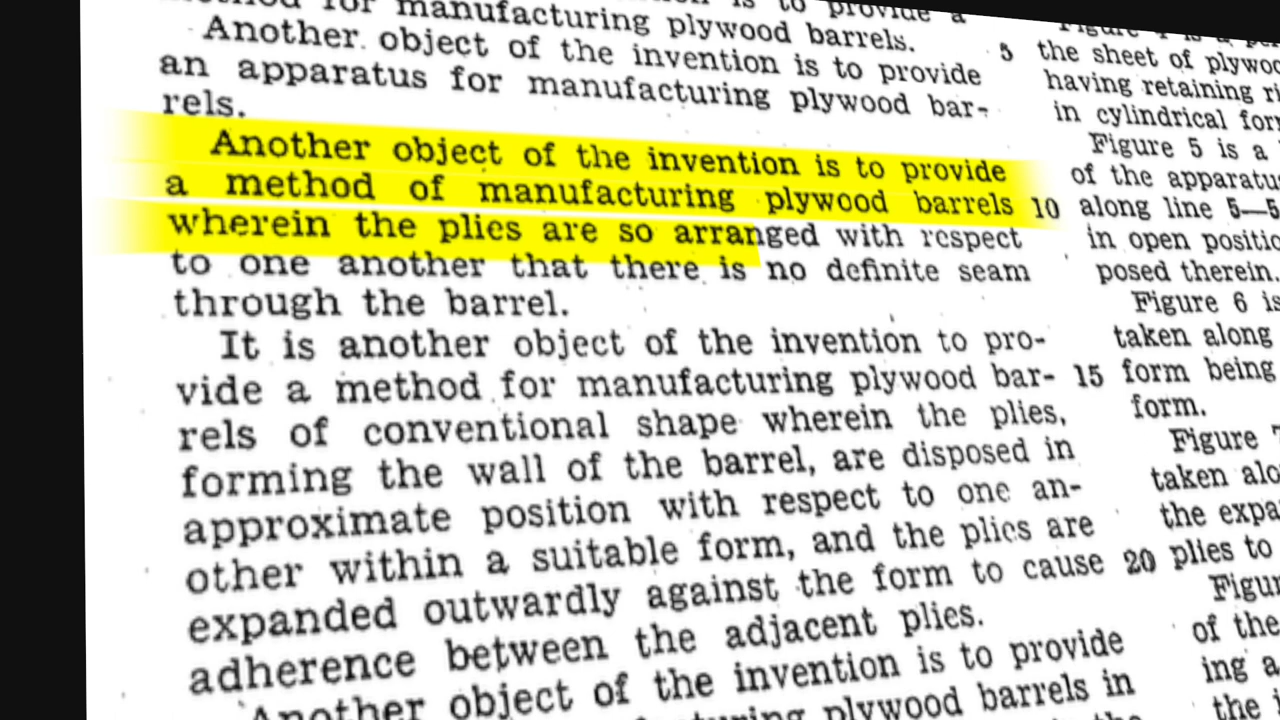 method for manufacturing plywood barrels.
Another object of the invention is to provide
an apparatus for manufacturing plywood bar-
rels.
Another object of the invention is to provide
a method of manufacturing plywood barrels
wherein the plies are so arranged with respect
to one another that there is no definite seam
through the barrel.
It is another object of the invention to pro-
vide a method for manufacturing plywood bar-
rels of conventional shape wherein the plies,
forming the wall of the barrel, are disposed in
approximate position with respect to one an-
other within a suitable form, and the plies are
expanded outwardly against the form to cause
adherence between the adjacent plies.
Another object of the invention is to provide
plywood barrels in
5
10
15
20
the sheet of
having retaining
in cylindrical
Figure 5 is a
of the
along line 5—5
in open
posed therein.
Figure 6 is
taken along
form being
form.
Figure
taken
the
plies to
of the
the